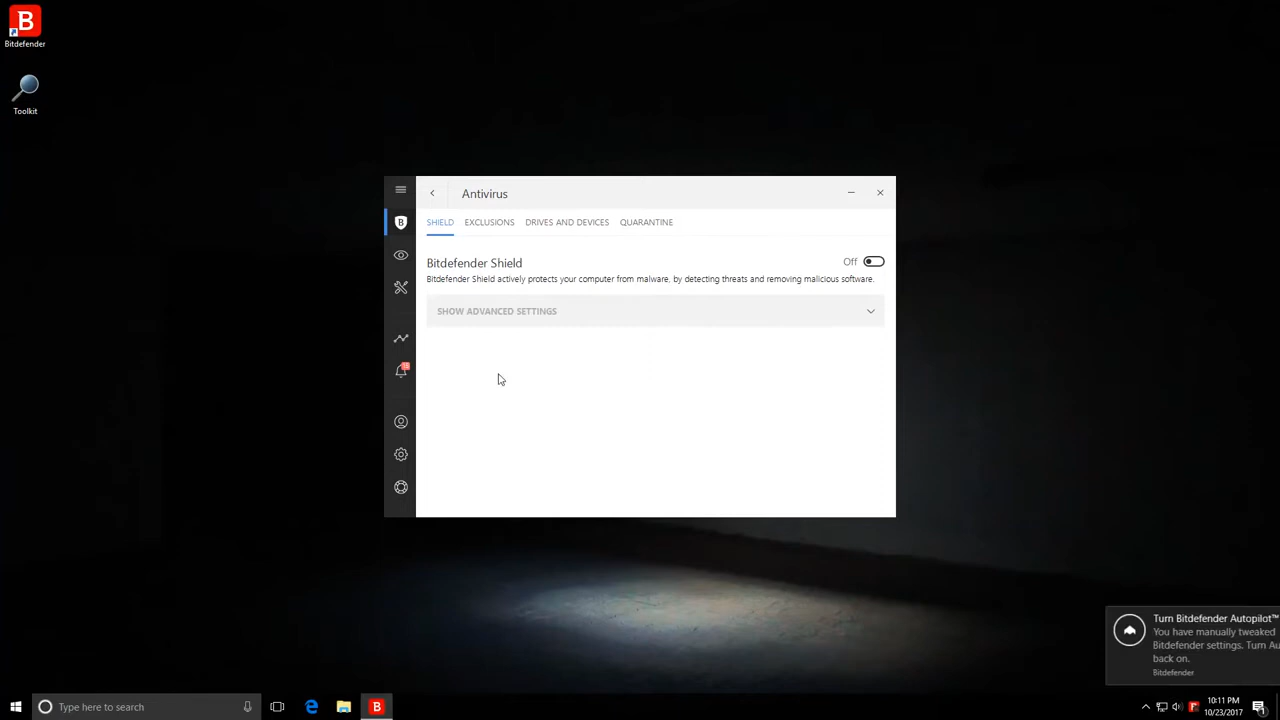 Bitdefender
Toolkit
Antivirus
SHIELD EXCLUSIONS DRIVES AND DEVICES QUARANTINE
Bitdefender Shield
Off
Bitdefender Shield actively protects your computer from malware, by detecting threats and removing malicious software.
SHOW ADVANCED SETTINGS
Turn Bitdefender Autopilot™
You have manually tweaked
Bitdefender settings. Turn Au
back on.
Bitdefender
Type here to search
10:11 PM
10/23/2017